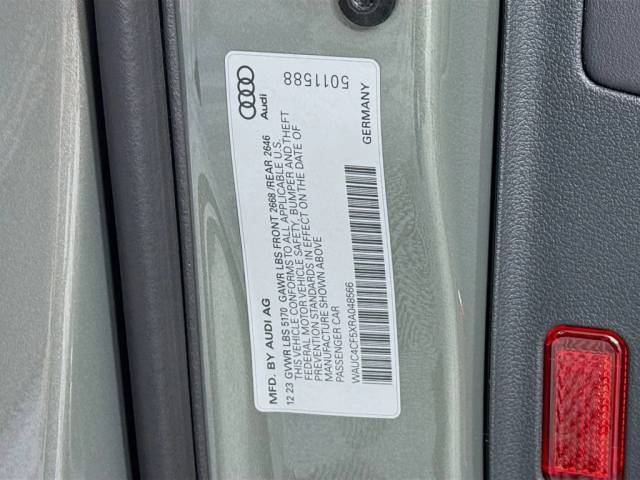 MFD. BY AUDI AG
12 23 GVWR LBS 5170 GAWR LBS FRONT 2668/REAR 2646
THIS VEHICLE CONFORMS TO ALL APPLICABLE U.S.
FEDERAL MOTOR VEHICLE SAFETY, BUMPER AND THEFT
PREVENTION STANDARDS IN EFFECT ON THE DATE OF
MANUFACTURE SHOWN ABOVE
PASSENGER CAR
WAUC4CF5XRA048566
Audi
5011588
GERMANY